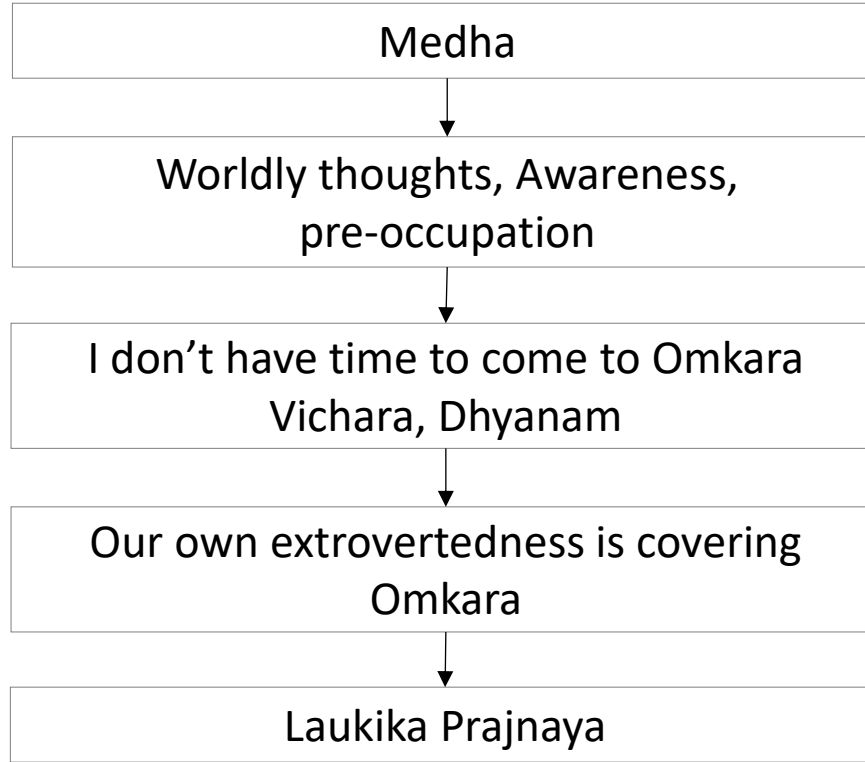 Medha
Worldly thoughts, Awareness,
pre-occupation
I don’t have time to come to Omkara
Vichara, Dhyanam
Our own extrovertedness is covering
Omkara
Laukika Prajnaya